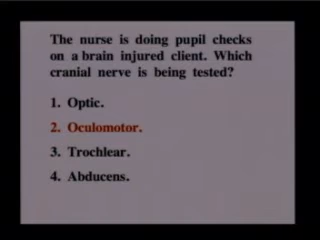 The nurse is doing pupil checks
on a brain injured client. Which
cranial nerve is being tested?
1. Optic.
2. Oculomotor.
3. Trochlear.
4. Abducens.